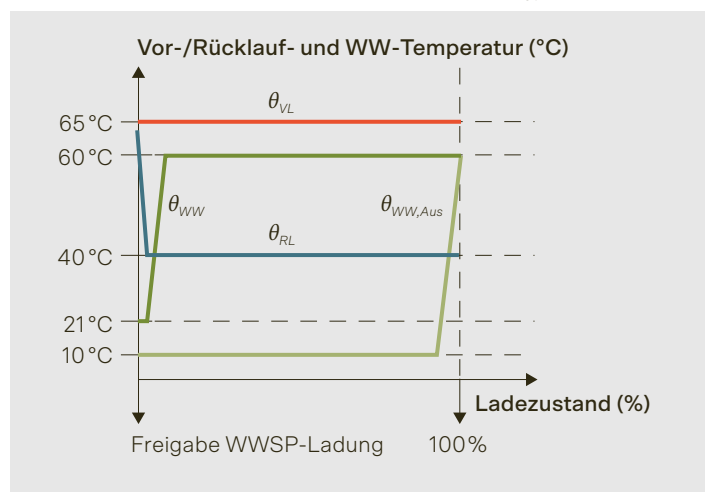 Vor-/Rücklauf- und WW-Temperatur (°C)
θVL
65 °C
60 °C
θWW
θWW,Aus
θRL
40 °C
21 °C
10 °C
Ladezustand (%)
Freigabe WWSP-Ladung
100 %